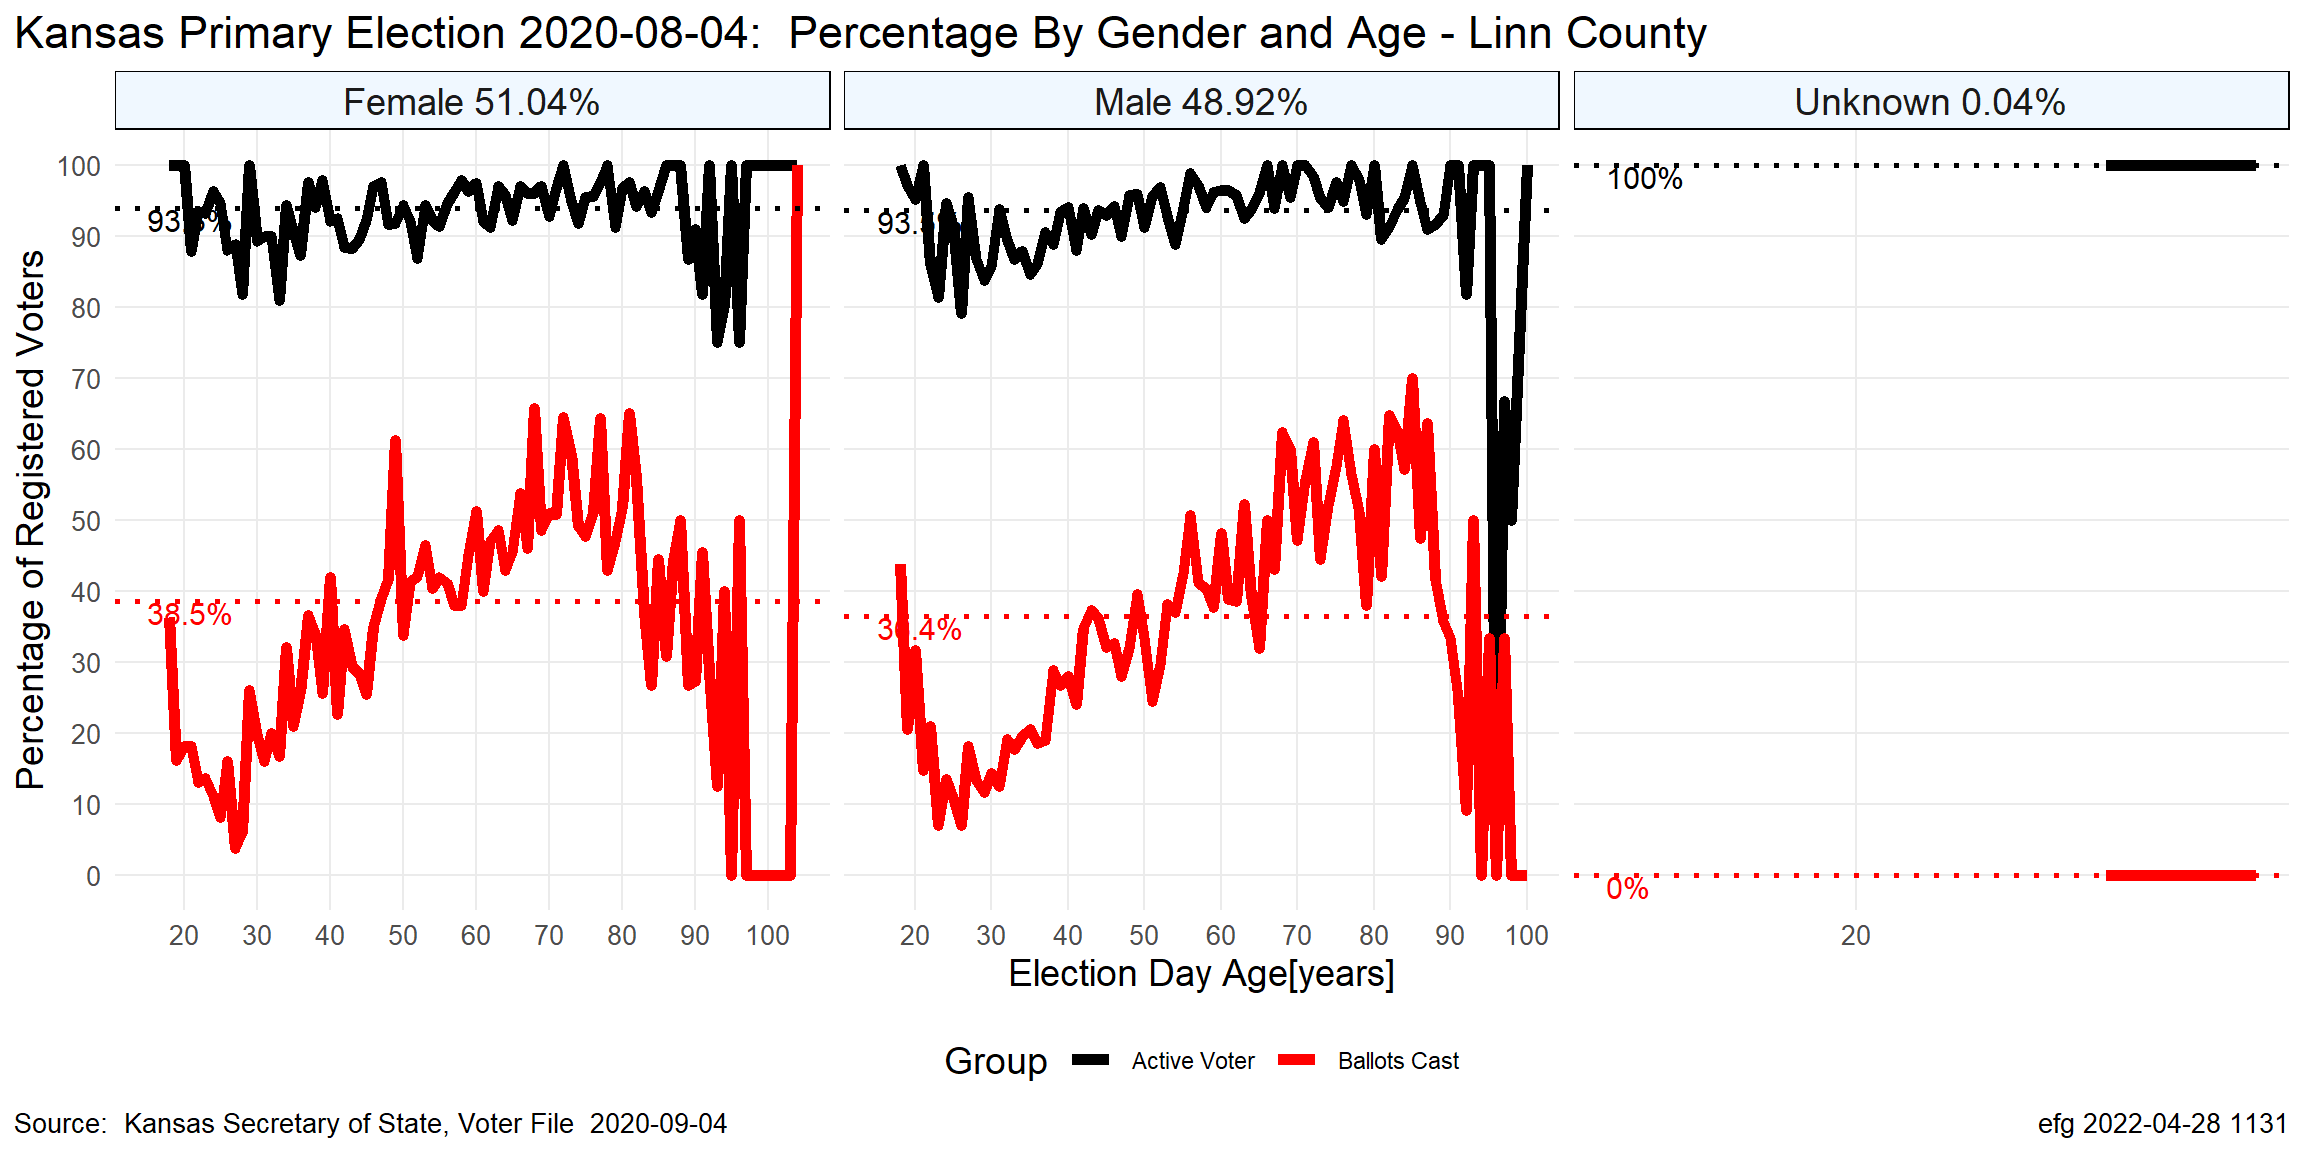 Kansas Primary Election 2020-08-04:  Percentage By Gender and Age - Linn County
Female 51.04%
Male 48.92%
Unknown 0.04%
Percentage of Registered Voters
100
90
80
70
60
50
40
30
20
10
0
38.5%
36.4%
100%
0%
20 30 40 50 60 70 80 90 100
20 30 40 50 60 70 80 90 100
20
Election Day Age[years]
Group Active Voter Ballots Cast
Source:  Kansas Secretary of State, Voter File  2020-09-04
efg 2022-04-28 1131